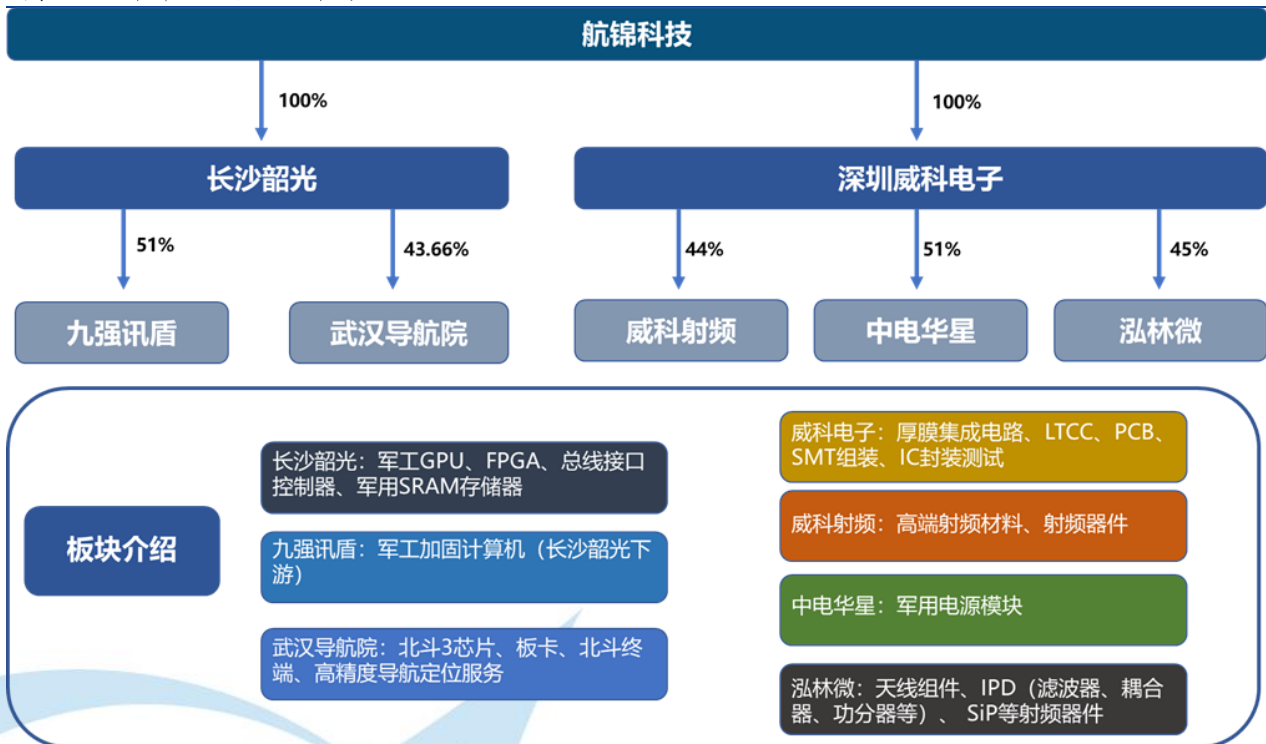 航锦科技
100%
100%
长沙韶光
深圳威科电子
51%
43.66%
44%
51%
45%
九强讯盾
武汉导航院
威科射频
中电华星
泓林微
板块介绍
长沙韶光：军工GPU、FPGA、总线接口
控制器、军用SRAM存储器
九强讯盾：军工加固计算机（长沙韶光下
游）
武汉导航院：北斗3芯片、板卡、北斗终
端、高精度导航定位服务
威科电子：厚膜集成电路、LTCC、PCB、
SMT组装、IC封装测试
威科射频：高端射频材料、射频器件
中电华星：军用电源模块
泓林微：天线组件、IPD（滤波器、耦合
器、功分器等）、 SiP等射频器件